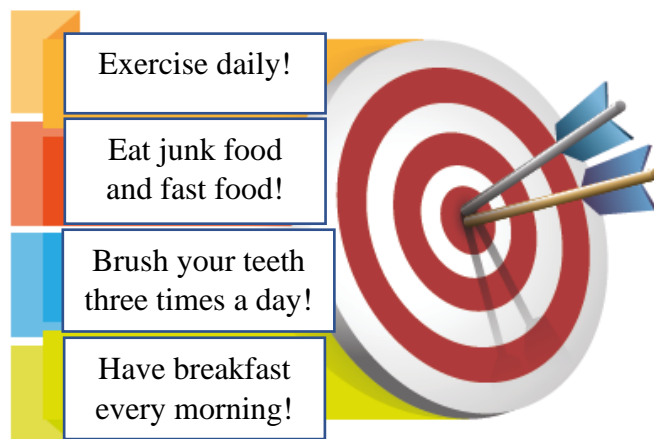 Exercise daily!
Eat junk food
and fast food!
Brush your teeth
three times a day!
Have breakfast
every morning!